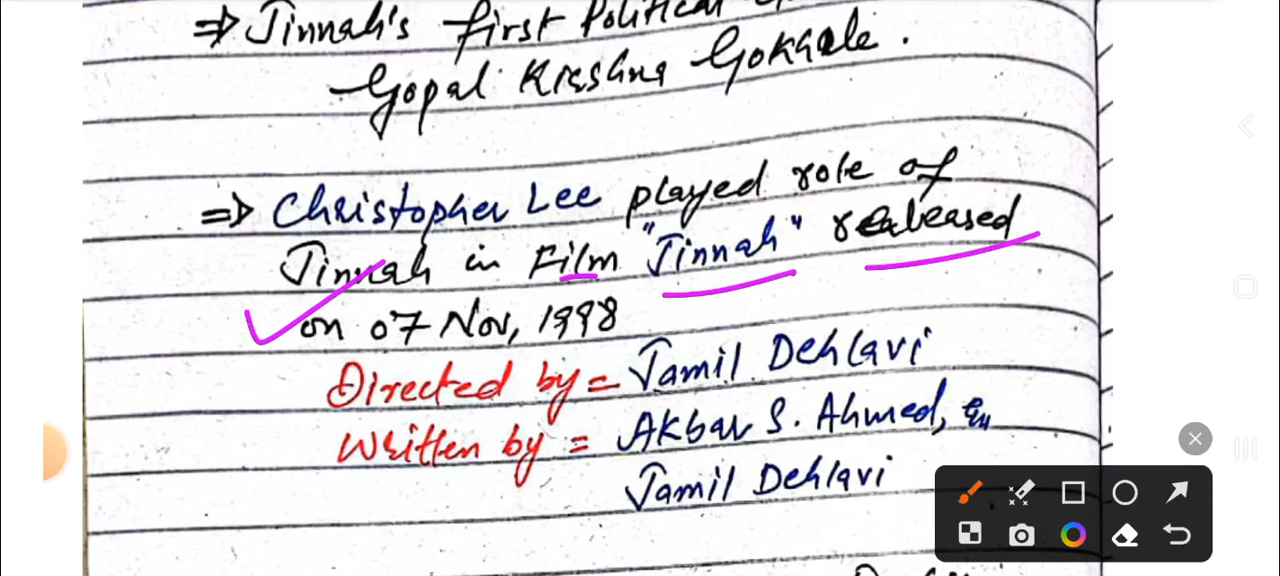 ⇒ Jinnah's first Political
Gopal Krishna Gokhale.
⇒ Christopher Lee played role of
Jinnah in Film "Jinnah" released
on 07 Nov, 1998
Directed by = Jamil Dehlavi
Written by = Akbar S. Ahmed,
Jamil Dehlavi